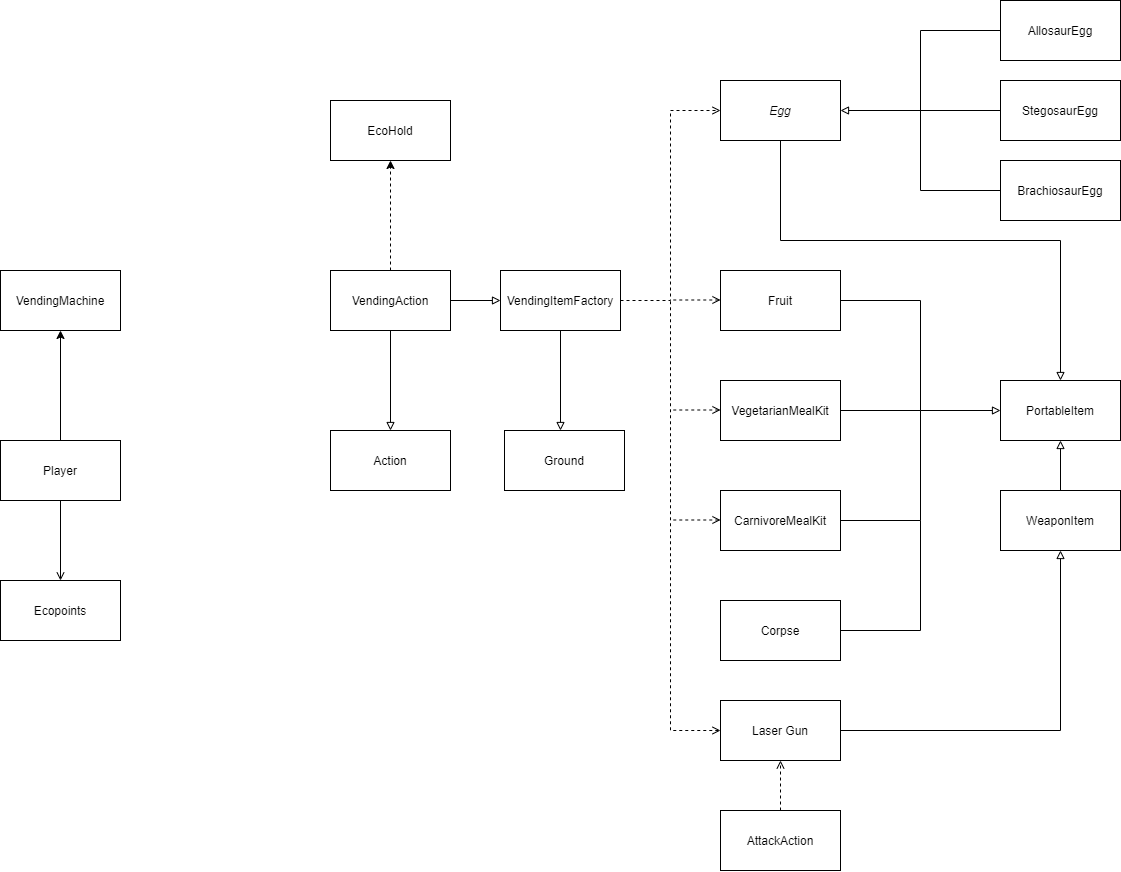 AllosaurEgg
Egg
StegosaurEgg
EcoHold
BrachiosaurEgg
VendingMachine
VendingAction
VendingItemFactory
Fruit
VegetarianMealKit
PortableItem
Player
Action
Ground
CarnivoreMealKit
WeaponItem
Ecopoints
Corpse
Laser Gun
AttackAction